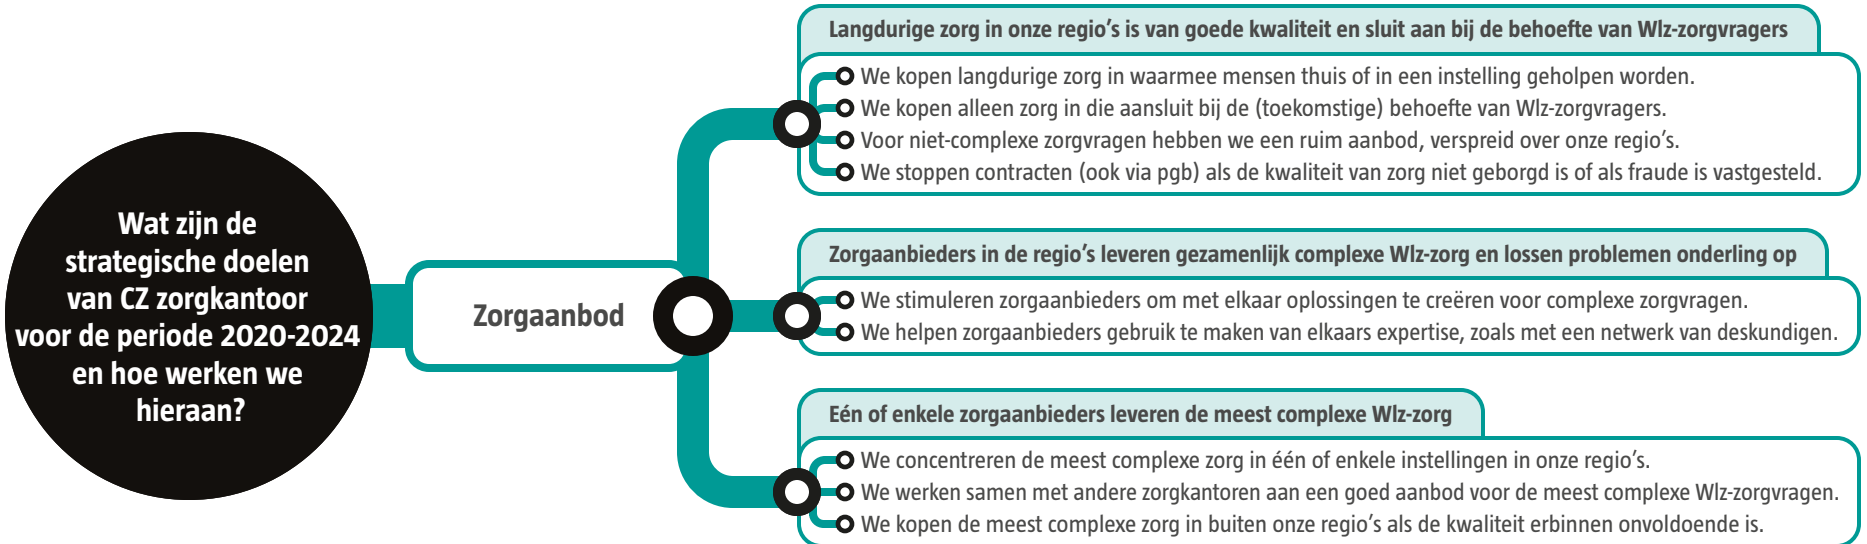 Wat zijn de
strategische doelen
van CZ zorgkantoor
voor de periode 2020-2024
en hoe werken we
hieraan?
Zorgaanbod
Langdurige zorg in onze regio's is van goede kwaliteit en sluit aan bij de behoefte van Wlz-zorgvragers
We kopen langdurige zorg in waarmee mensen thuis of in een instelling geholpen worden.
We kopen alleen zorg in die aansluit bij de (toekomstige) behoefte van Wlz-zorgvragers.
Voor niet-complexe zorgvragen hebben we een ruim aanbod, verspreid over onze regio's.
We stoppen contracten (ook via pgb) als de kwaliteit van zorg niet geborgd is of als fraude is vastgesteld.
Zorgaanbieders in de regio's leveren gezamenlijk complexe Wlz-zorg en lossen problemen onderling op
We stimuleren zorgaanbieders om met elkaar oplossingen te creëren voor complexe zorgvragen.
We helpen zorgaanbieders gebruik te maken van elkaars expertise, zoals met een netwerk van deskundigen.
Eén of enkele zorgaanbieders leveren de meest complexe Wlz-zorg
We concentreren de meest complexe zorg in één of enkele instellingen in onze regio's.
We werken samen met andere zorgkantoren aan een goed aanbod voor de meest complexe Wlz-zorgvragen.
We kopen de meest complexe zorg in buiten onze regio's als de kwaliteit erbinnen onvoldoende is.